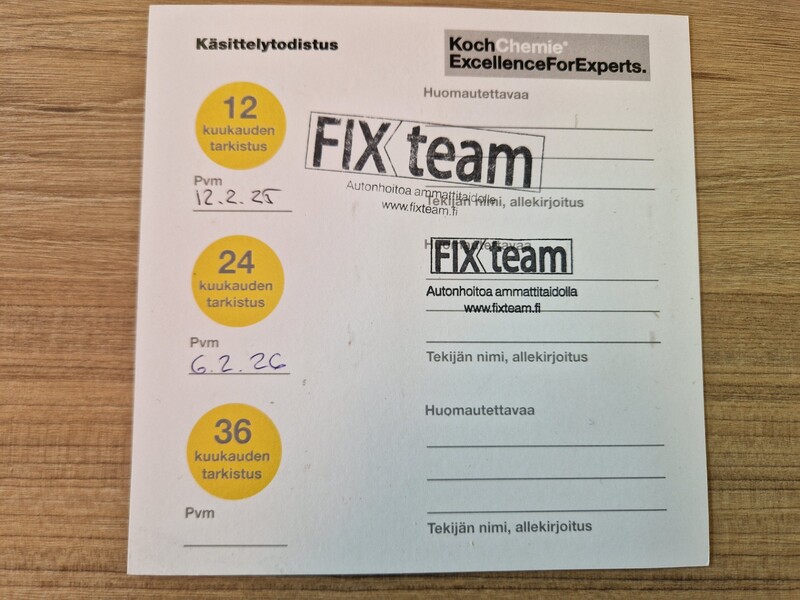 Käsittelytodistus
KochChemie®
ExcellenceForExperts.
12
kuukauden
tarkistus
Huomautettavaa
FIX team
Autonhoitoa ammattitaidolla
www.fixteam.fi
Pvm
12.2.25
Tekijän nimi, allekirjoitus
24
kuukauden
tarkistus
Huomautettavaa
FIX team
Autonhoitoa ammattitaidolla
www.fixteam.fi
Pvm
6.2.26
Tekijän nimi, allekirjoitus
36
kuukauden
tarkistus
Huomautettavaa
Pvm
Tekijän nimi, allekirjoitus